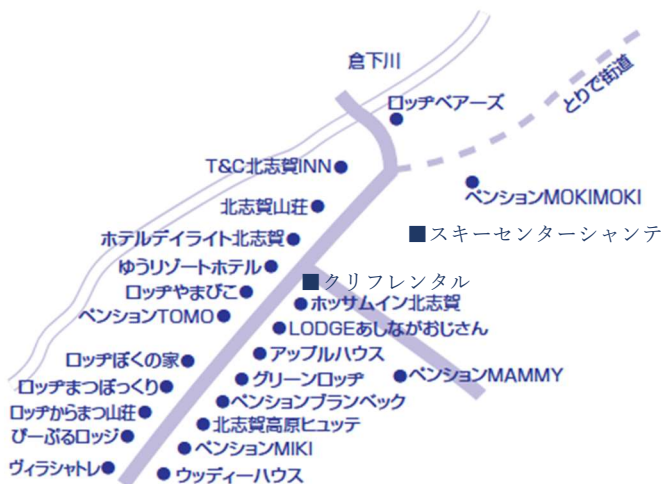 倉下川
ロッヂベアーズ
とりで街道
T&C北志賀INN●
ペンションMOKIMOKI
北志賀山荘●
■スキーセンターシャンテ
ホテルデイライト北志賀●
ゆうリゾートホテル●
■クリフレンタル
ロッヂやまびこ●
●ホッサムイン北志賀
ペンションTOMO●
●LODGEあしながおじさん
●アップルハウス
ロッヂぼくの家●
●グリーンロッヂ
●ペンションMAMMY
ロッヂまつぼっくり●
●ペンションブランベック
ロッヂからまつ山荘●
●北志賀高原ヒュッテ
びーぷるロッジ●
●ペンションMIKI
ヴィラシャトレ●
●ウッディーハウス